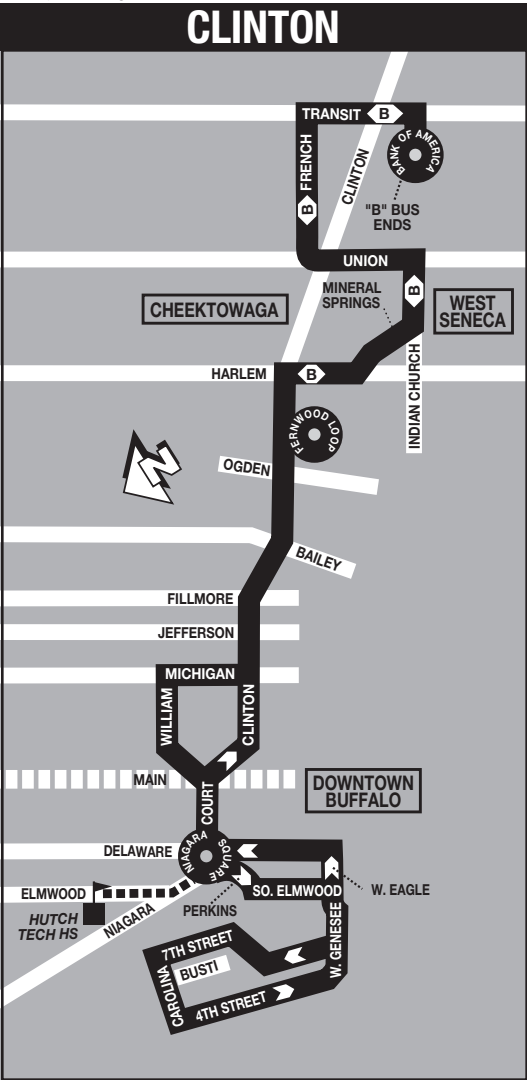 CLINTON
TRANSIT
B
BANK OF AMERICA
FRENCH
CLINTON
B
"B" BUS
ENDS
UNION
MINERAL
SPRINGS
B
CHEEKTOWAGA
WEST
SENECA
HARLEM
B
INDIAN CHURCH
FERNWOOD LOOP
N
OGDEN
BAILEY
FILLMORE
JEFFERSON
MICHIGAN
WILLIAM
CLINTON
MAIN
DOWNTOWN
BUFFALO
COURT
DELAWARE
NIAGARA
SQUARE
ELMWOOD
SO. ELMWOOD
W. EAGLE
PERKINS
HUTCH
TECH HS
NIAGARA
7TH STREET
BUSTI
W. GENESEE
CAROLINA
4TH STREET